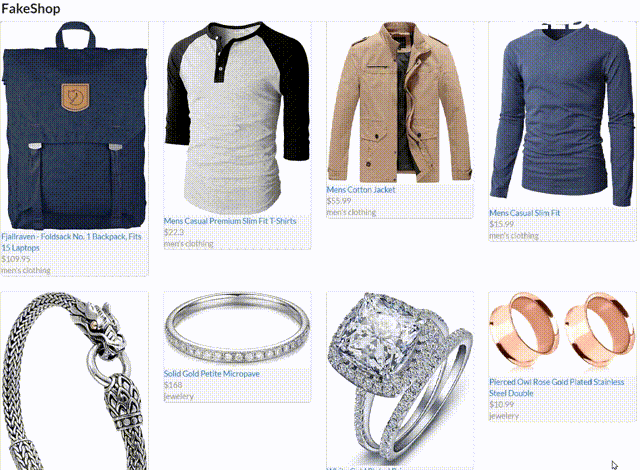 FakeShop
Fjallraven - Foldsack No. 1 Backpack, Fits
15 Laptops
$109.95
men's clothing
Mens Casual Premium Slim Fit T-Shirts
$22.3
men's clothing
Mens Cotton Jacket
$55.99
men's clothing
Mens Casual Slim Fit
$15.99
men's clothing
Solid Gold Petite Micropave
$168
jewelery
Pierced Owl Rose Gold Plated Stainless
Steel Double
$10.99
jewelery